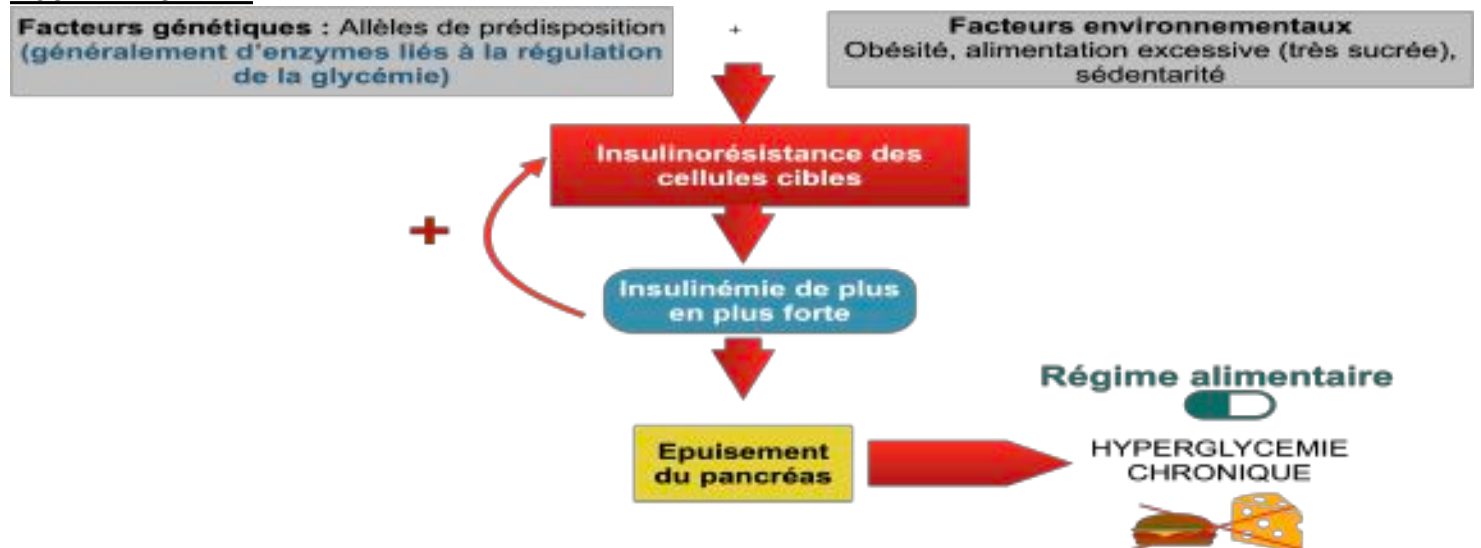 Facteurs génétiques : Allèles de prédisposition
(généralement d'enzymes liés à la régulation
de la glycémie)
+
Facteurs environnementaux
Obésité, alimentation excessive (très sucrée),
sédentarité
Insulinorésistance des
cellules cibles
+
Insulinémie de plus
en plus forte
Régime alimentaire
Epuisement
du pancréas
HYPERGLYCEMIE
CHRONIQUE